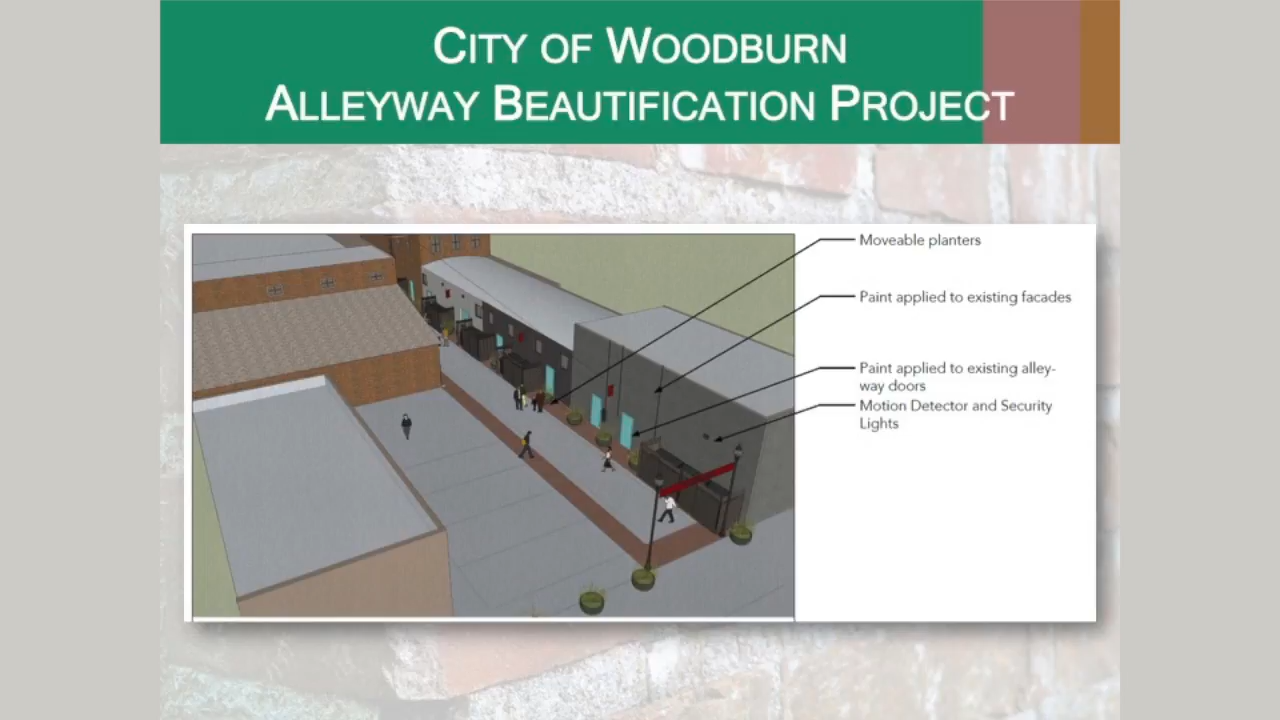 CITY OF WOODBURN
ALLEYWAY BEAUTIFICATION PROJECT
Moveable planters
Paint applied to existing facades
Paint applied to existing alley-
way doors
Motion Detector and Security
Lights